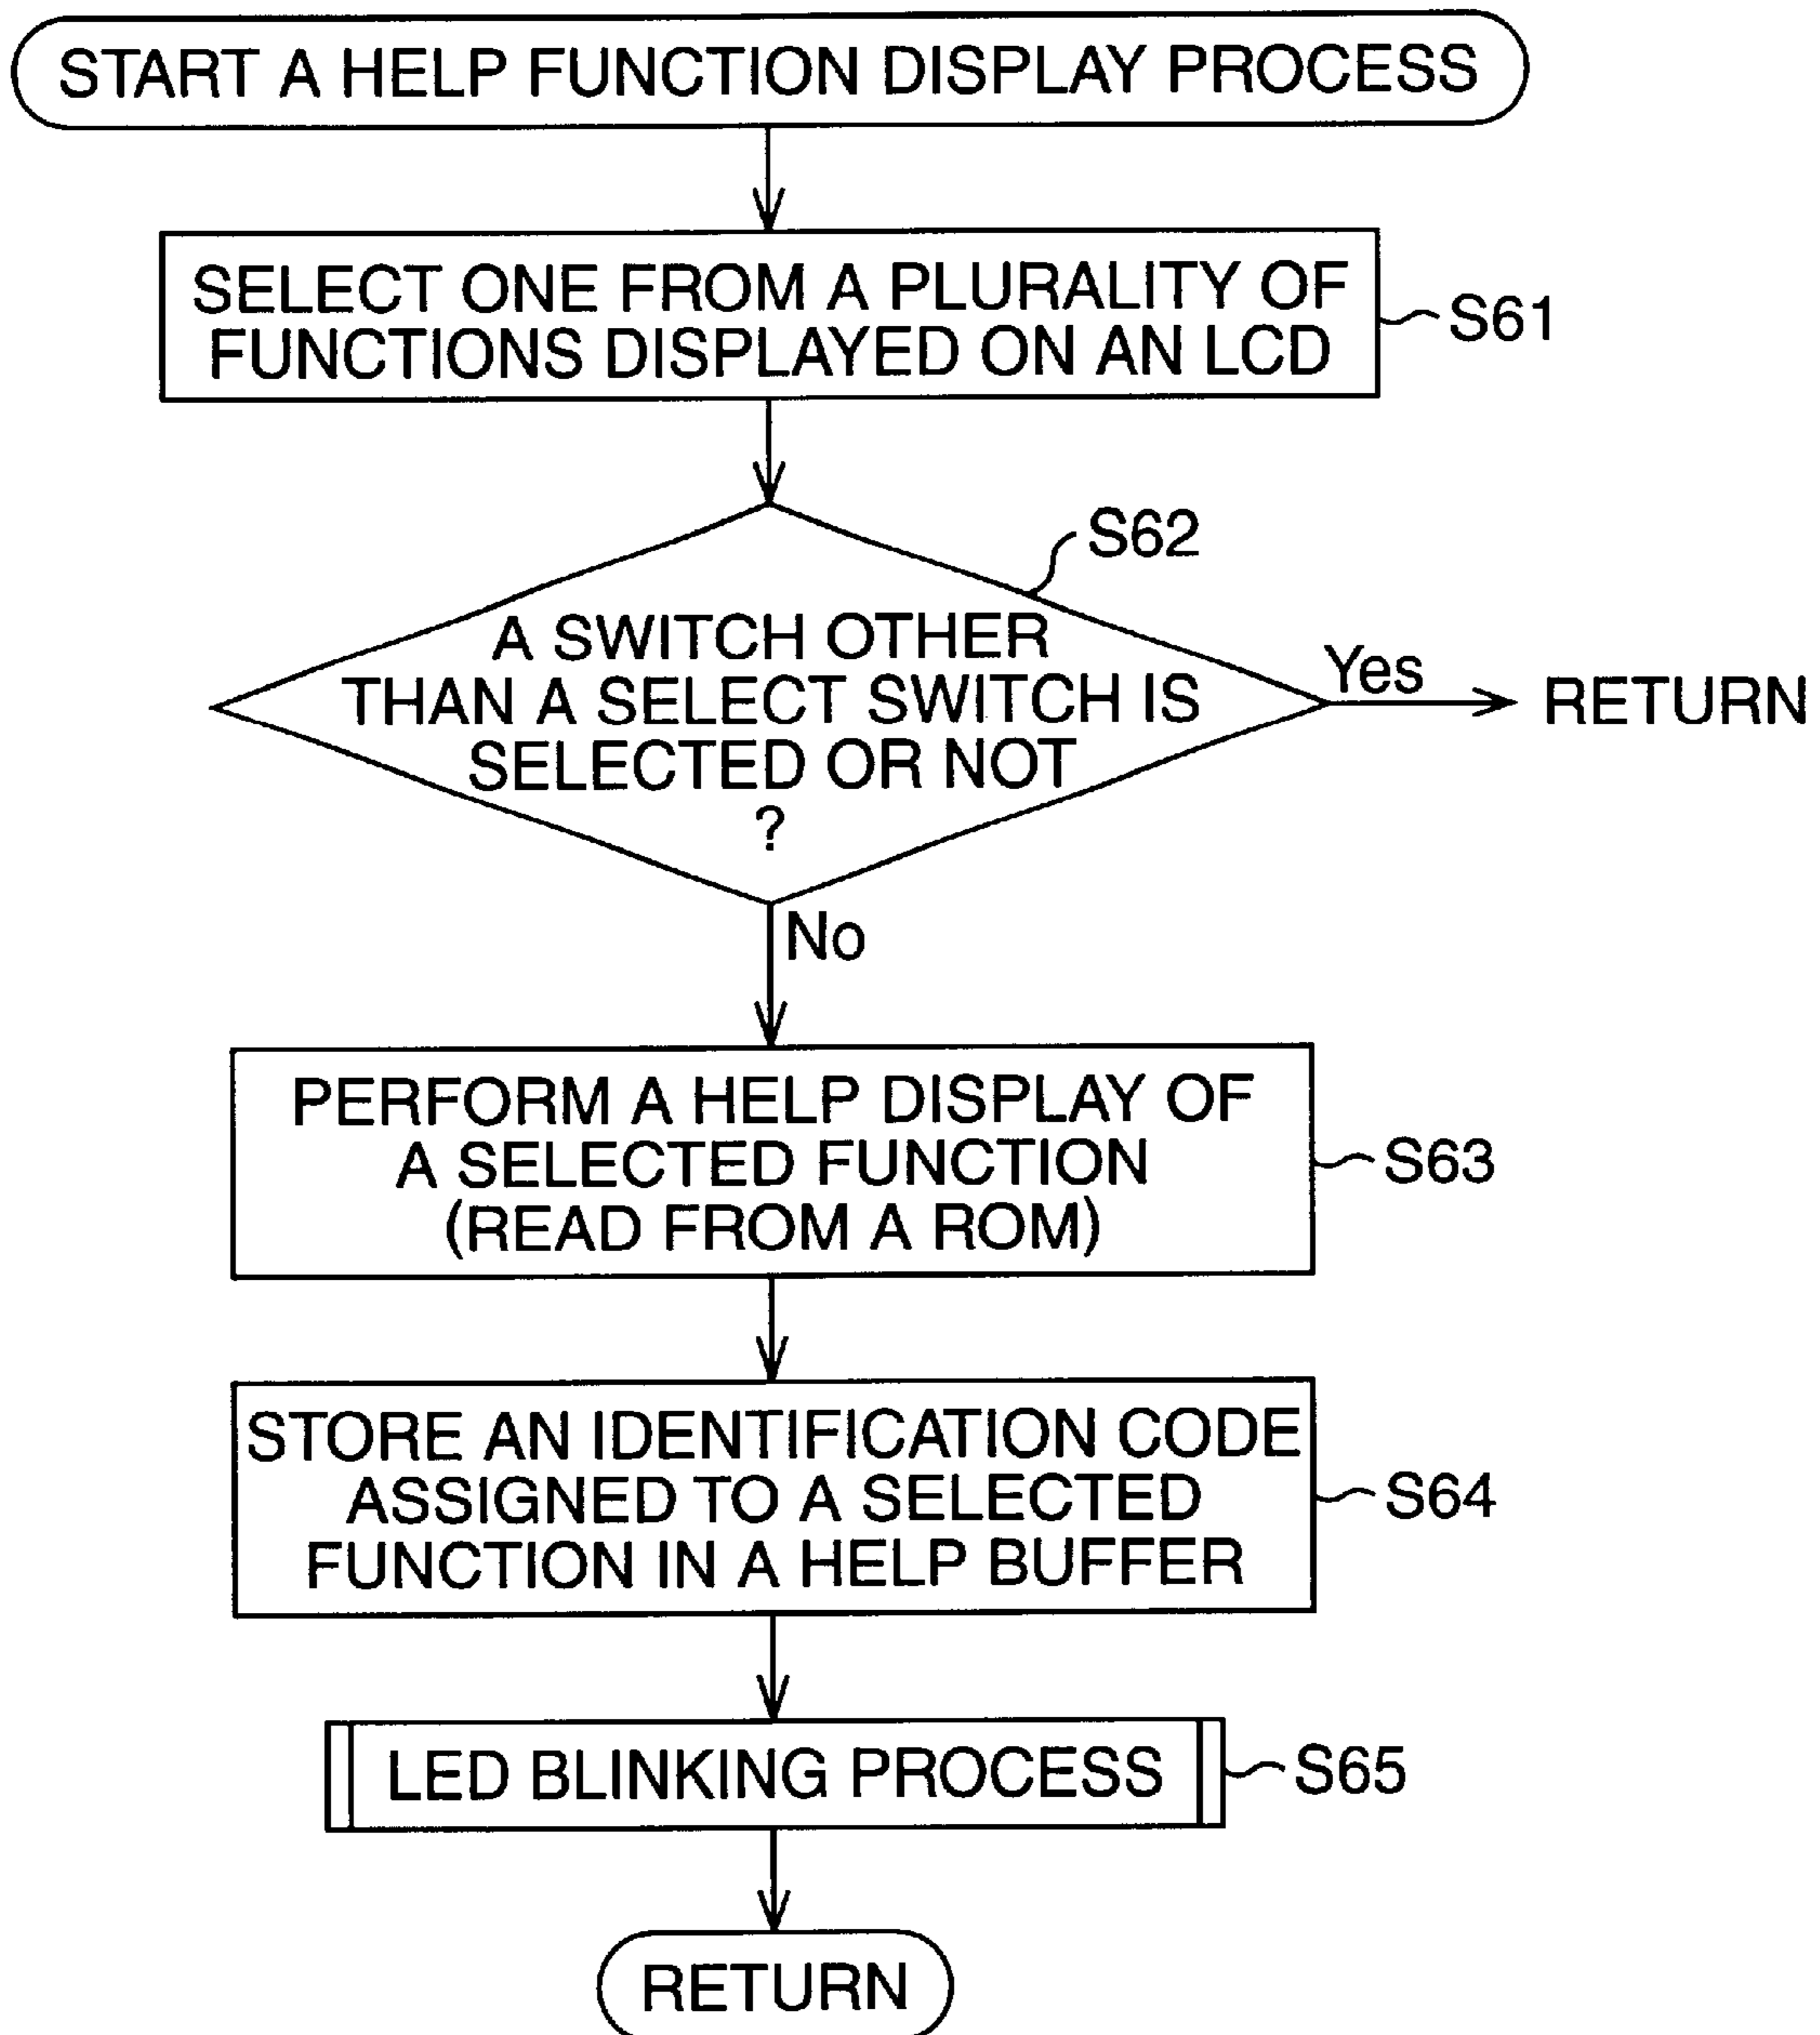 START A HELP FUNCTION DISPLAY PROCESS
SELECT ONE FROM A PLURALITY OF
FUNCTIONS DISPLAYED ON AN LCD
S61
S62
A SWITCH OTHER
THAN A SELECT SWITCH IS
SELECTED OR NOT
?
Yes
RETURN
No
PERFORM A HELP DISPLAY OF
A SELECTED FUNCTION
(READ FROM A ROM)
S63
STORE AN IDENTIFICATION CODE
ASSIGNED TO A SELECTED
FUNCTION IN A HELP BUFFER
S64
LED BLINKING PROCESS
S65
RETURN